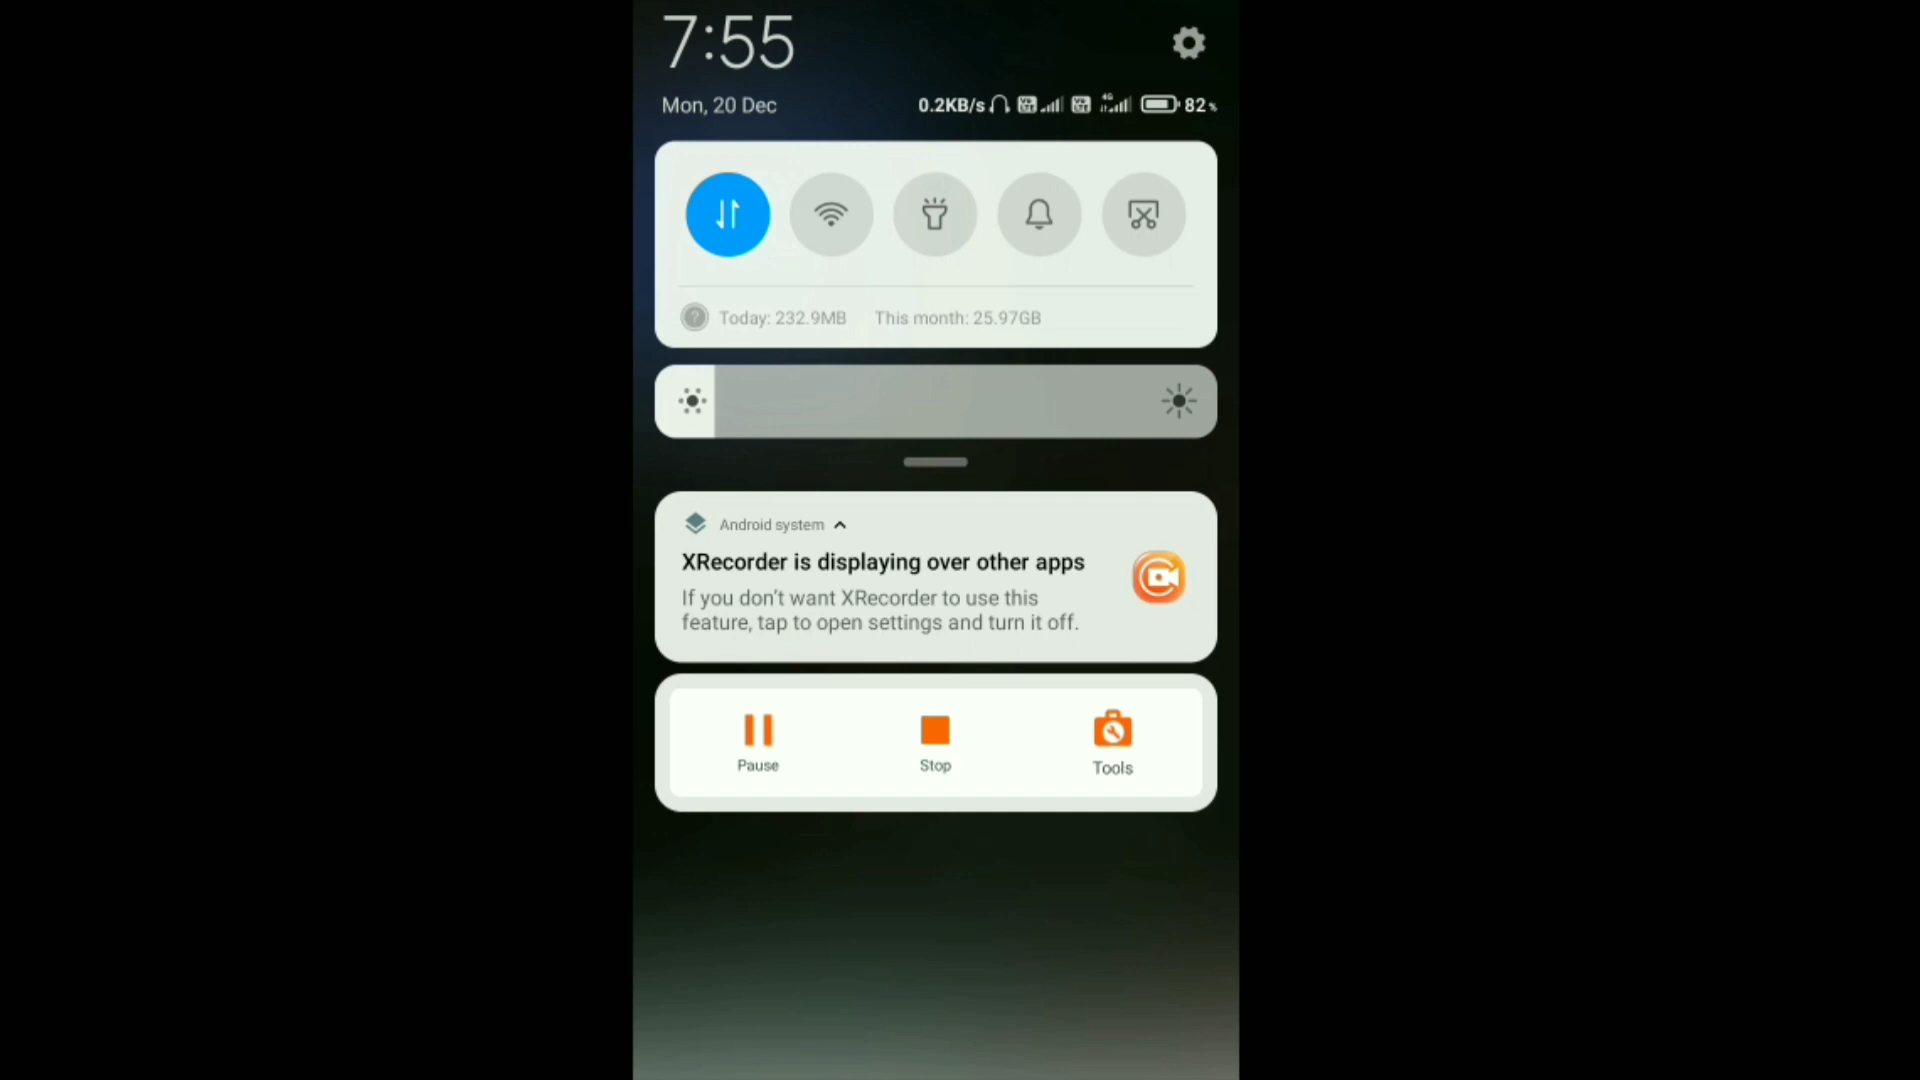 7:55
Mon, 20 Dec
0.2KB/s 4G 82%
Today: 232.9MB This month: 25.97GB
Android system
XRecorder is displaying over other apps
If you don't want XRecorder to use this
feature, tap to open settings and turn it off.
Pause
Stop
Tools